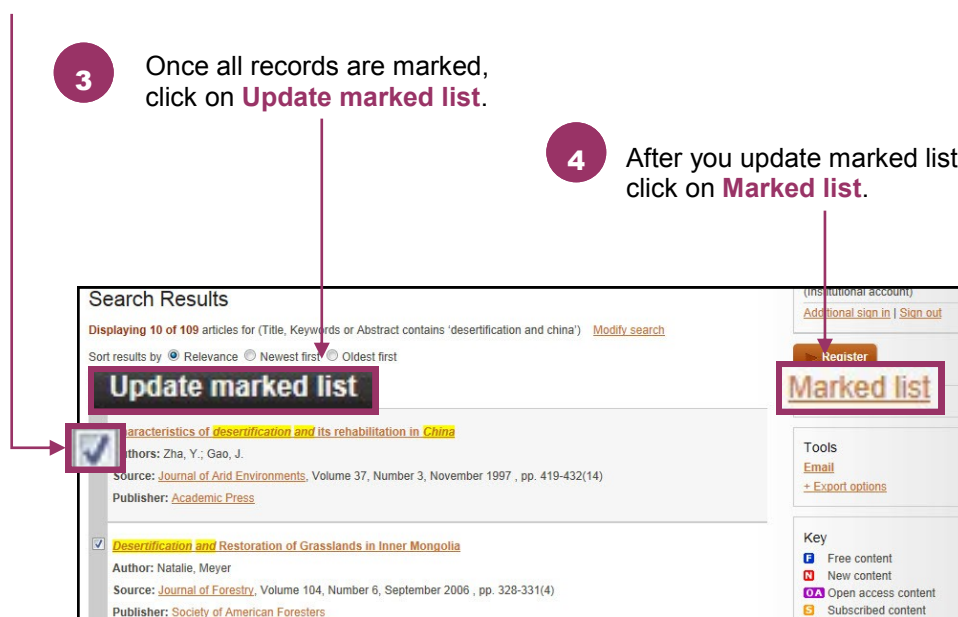 3
Once all records are marked,
click on Update marked list.
4
After you update marked list
click on Marked list.
Search Results
Displaying 10 of 109 articles for (Title, Keywords or Abstract contains 'desertification and china') Modify search
Sort results by Relevance Newest first Oldest first
Update marked list
Characteristics of desertification and its rehabilitation in China
Authors: Zha, Y.; Gao, J.
Source: Journal of Arid Environments, Volume 37, Number 3, November 1997 , pp. 419-432(14)
Publisher: Academic Press
Desertification and Restoration of Grasslands in Inner Mongolia
Author: Natalie, Meyer
Source: Journal of Forestry, Volume 104, Number 6, September 2006 , pp. 328-331(4)
Publisher: Society of American Foresters
(Institutional account)
Additional sign in | Sign out
Register
Marked list
Tools
Email
+ Export options
Key
F Free content
N New content
OA Open access content
S Subscribed content